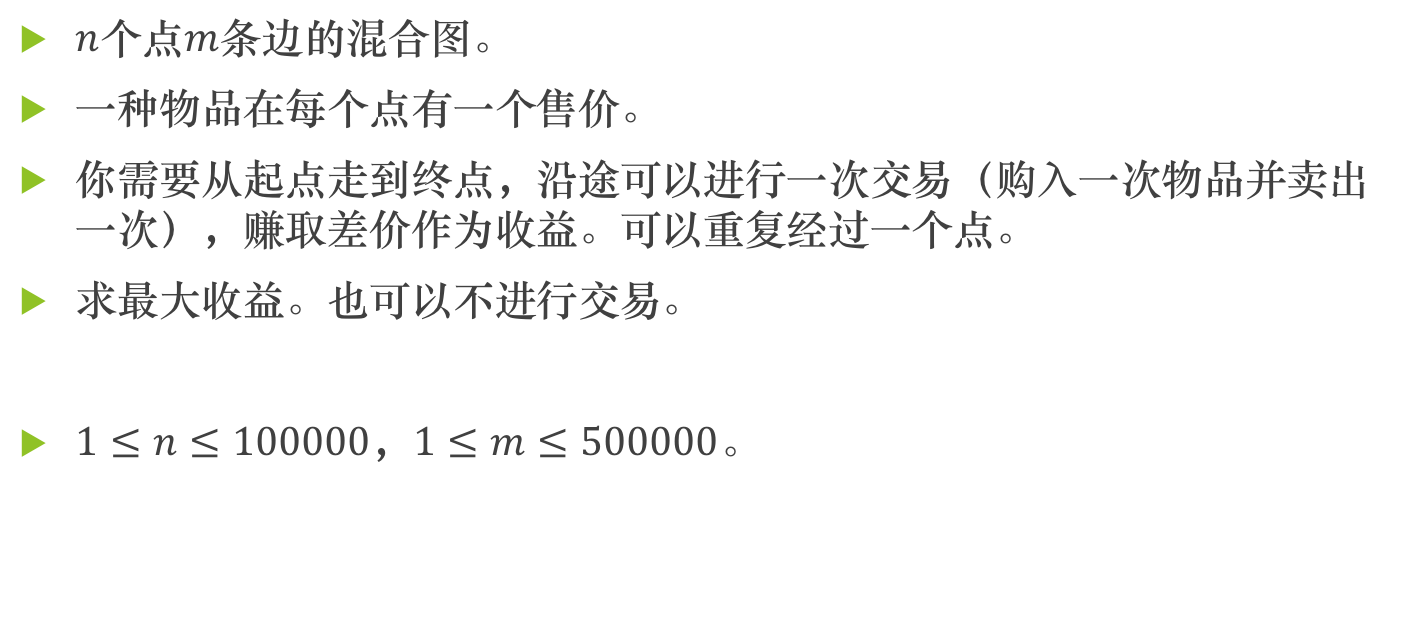 n个点m条边的混合图。
一种物品在每个点有一个售价。
你需要从起点走到终点，沿途可以进行一次交易（购入一次物品并卖出
一次），赚取差价作为收益。可以重复经过一个点。
求最大收益。也可以不进行交易。
1 ≤ n ≤ 100000，1 ≤ m ≤ 500000。